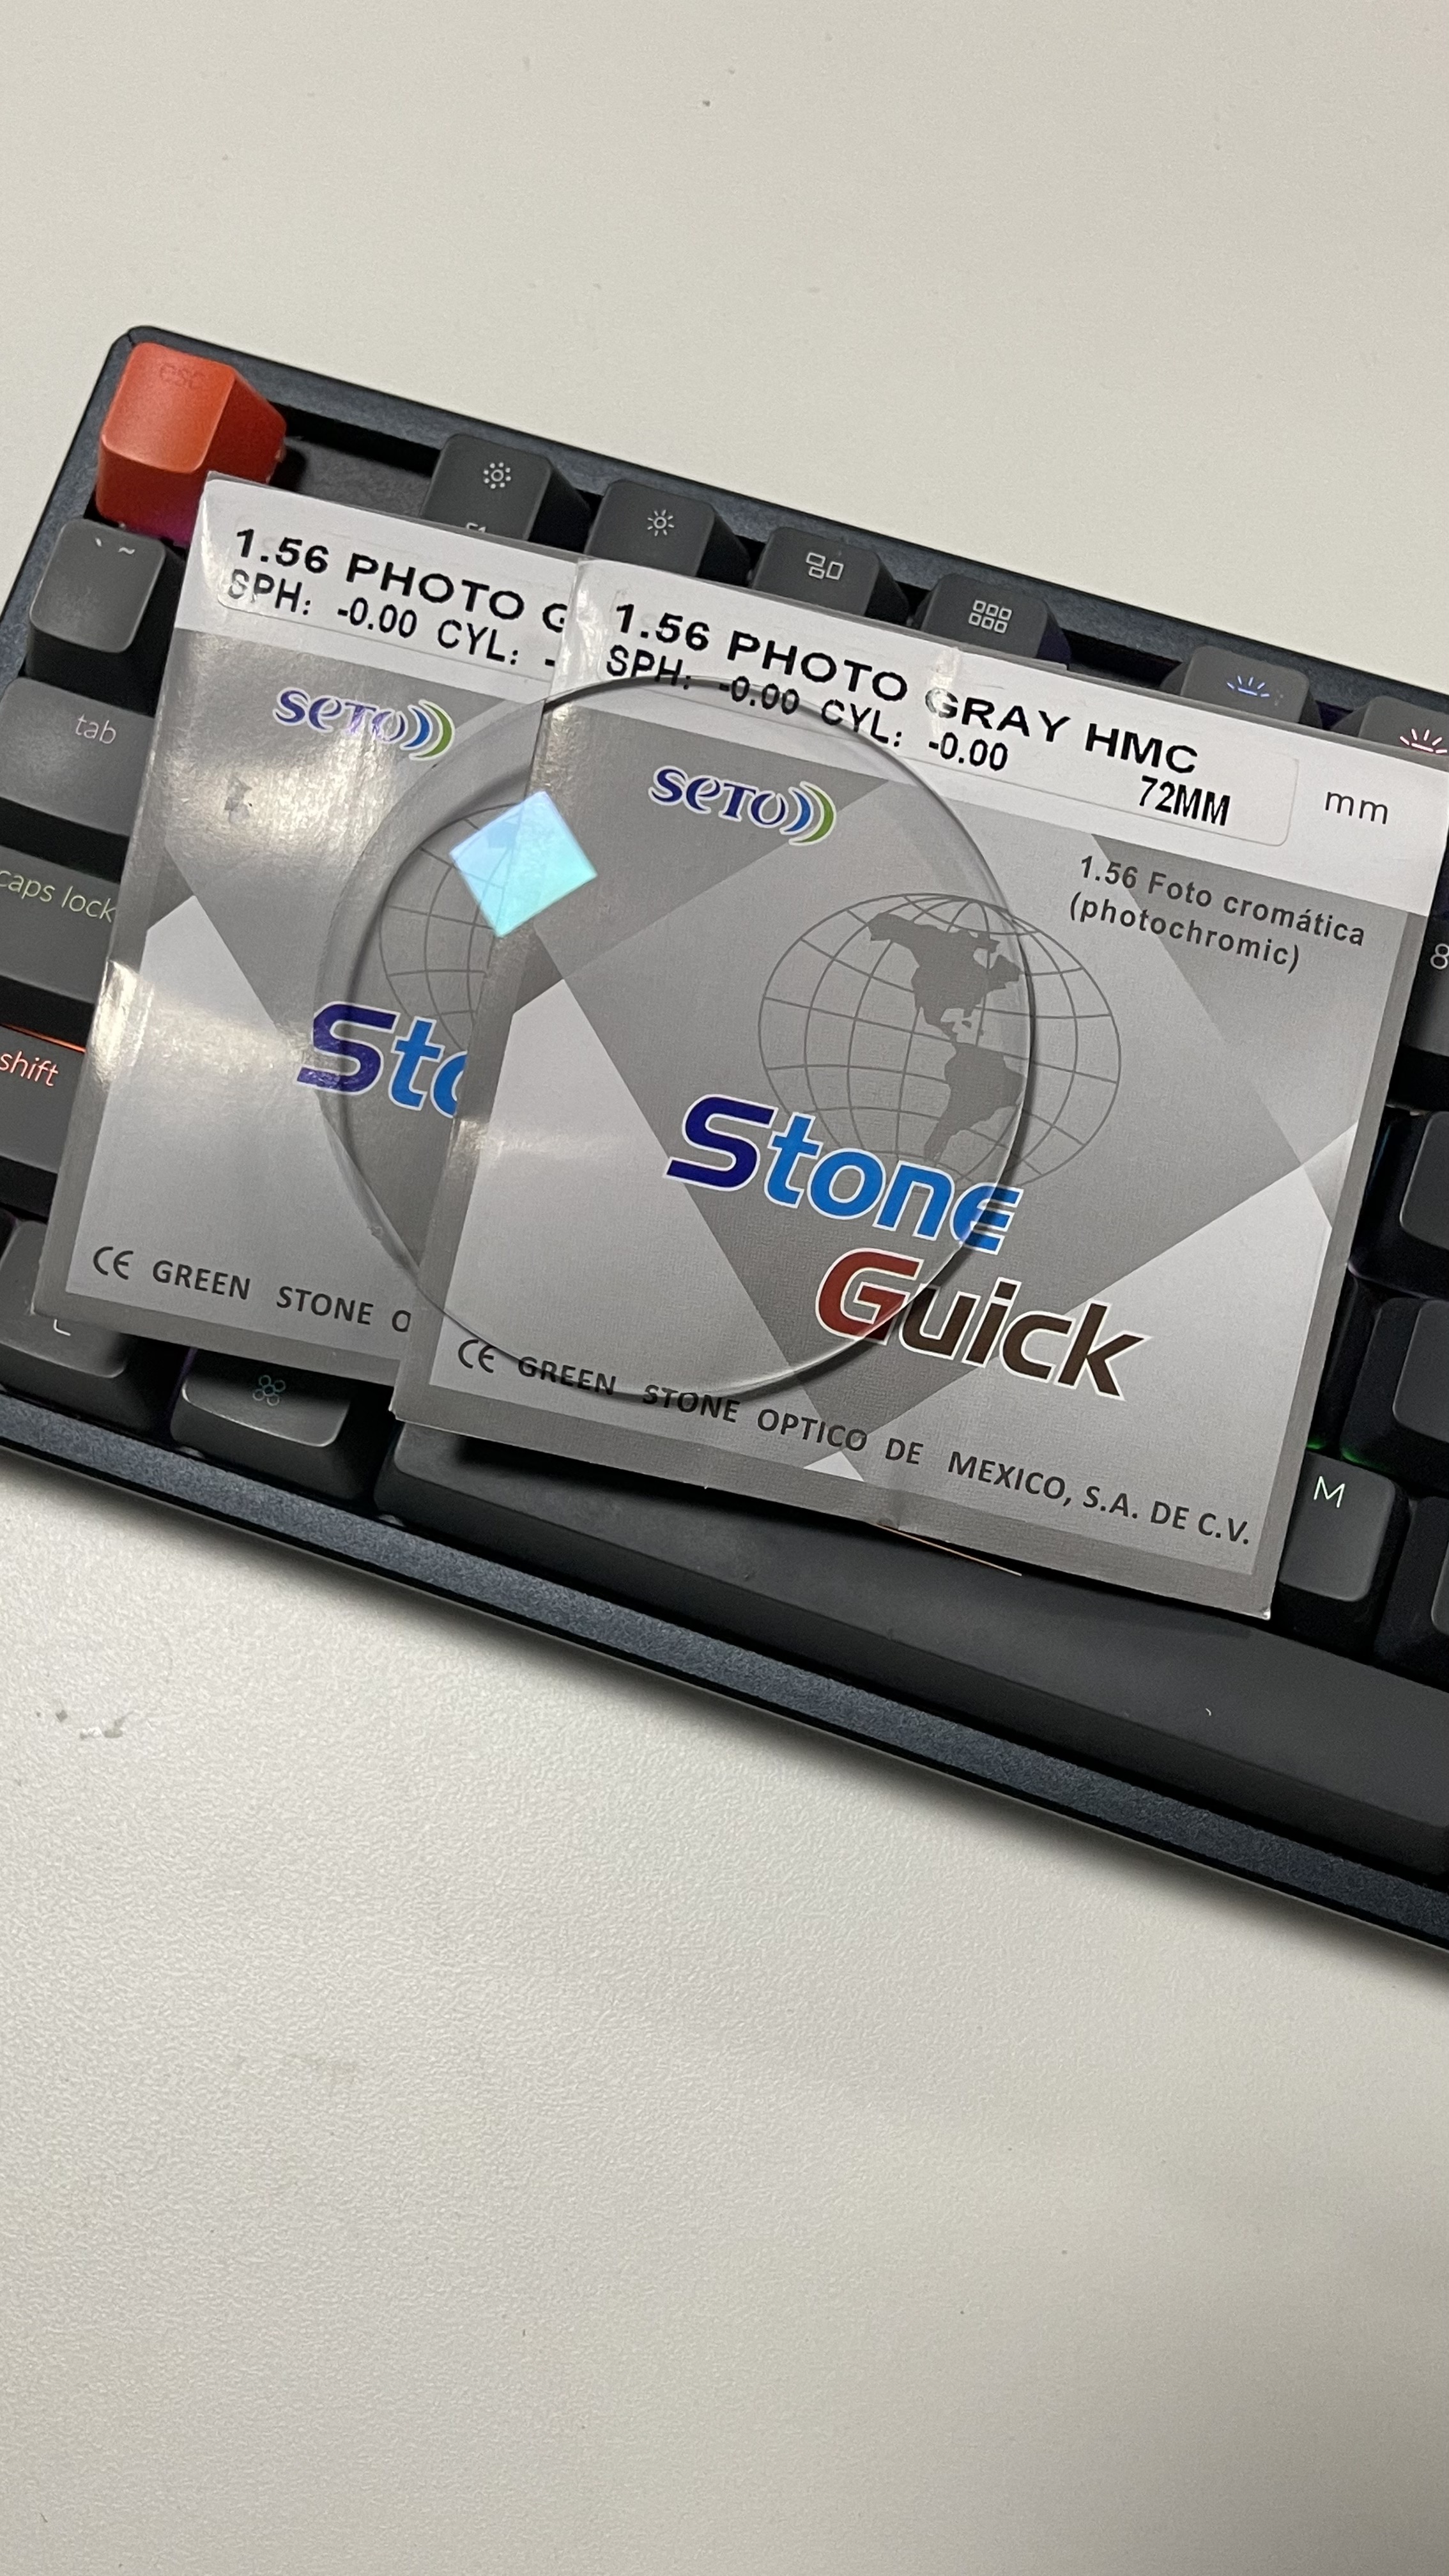 esc
` ~
tab
caps lock
shift
1.56 PHOTO G
SPH: -0.00 CYL: -
SETO
Sto
CE GREEN STONE O
1.56 PHOTO GRAY HMC
SPH: -0.00 CYL: -0.00
72MM
mm
SETO
1.56 Foto cromática
(photochromic)
Stone
Guick
CE GREEN STONE OPTICO DE MEXICO, S.A. DE C.V.
8
M